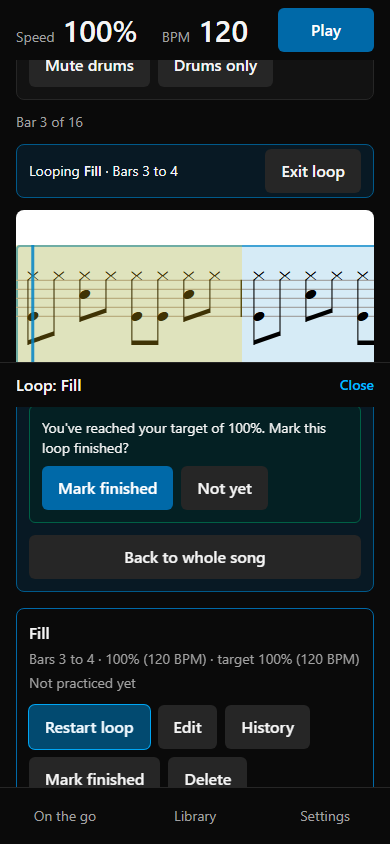 Speed 100% BPM 120 Play
Mute drums Drums only
Bar 3 of 16
Looping Fill · Bars 3 to 4 Exit loop
Loop: Fill Close
You've reached your target of 100%. Mark this
loop finished?
Mark finished Not yet
Back to whole song
Fill
Bars 3 to 4 · 100% (120 BPM) · target 100% (120 BPM)
Not practiced yet
Restart loop Edit History
Mark finished Delete
On the go Library Settings